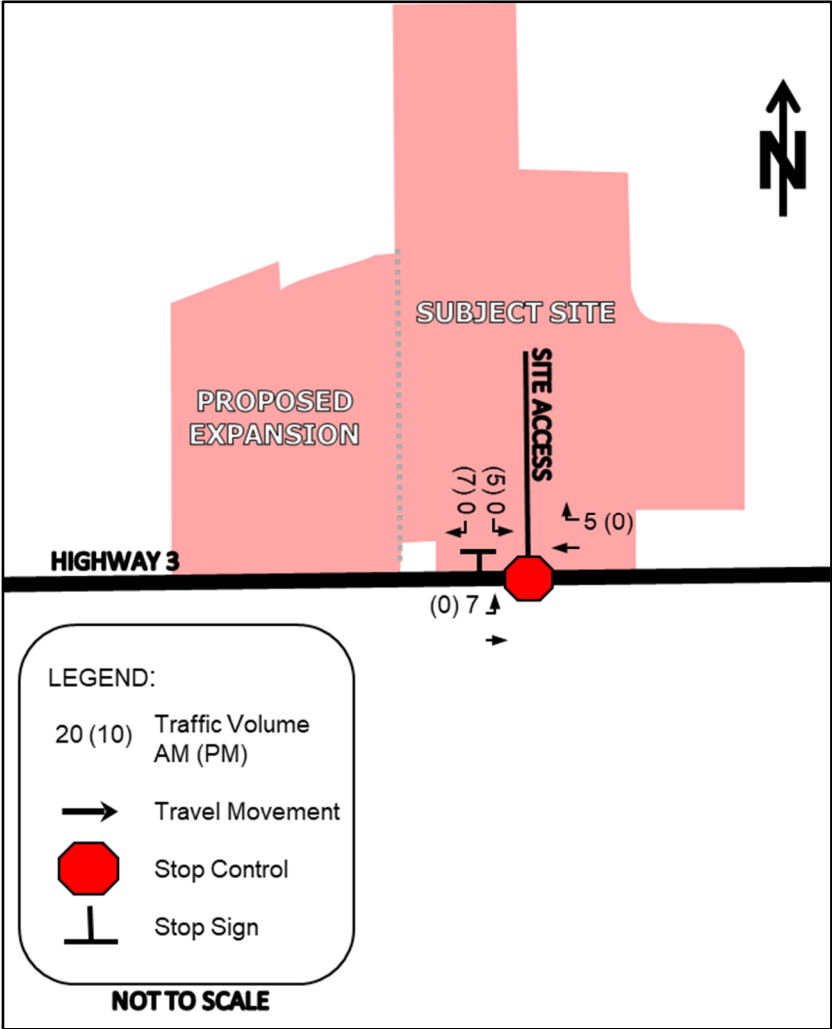 N
SUBJECT SITE
PROPOSED
EXPANSION
SITE ACCESS
(7) 0
(5) 0
5 (0)
HIGHWAY 3
(0) 7
LEGEND:
20 (10) Traffic Volume
AM (PM)
Travel Movement
Stop Control
Stop Sign
NOT TO SCALE